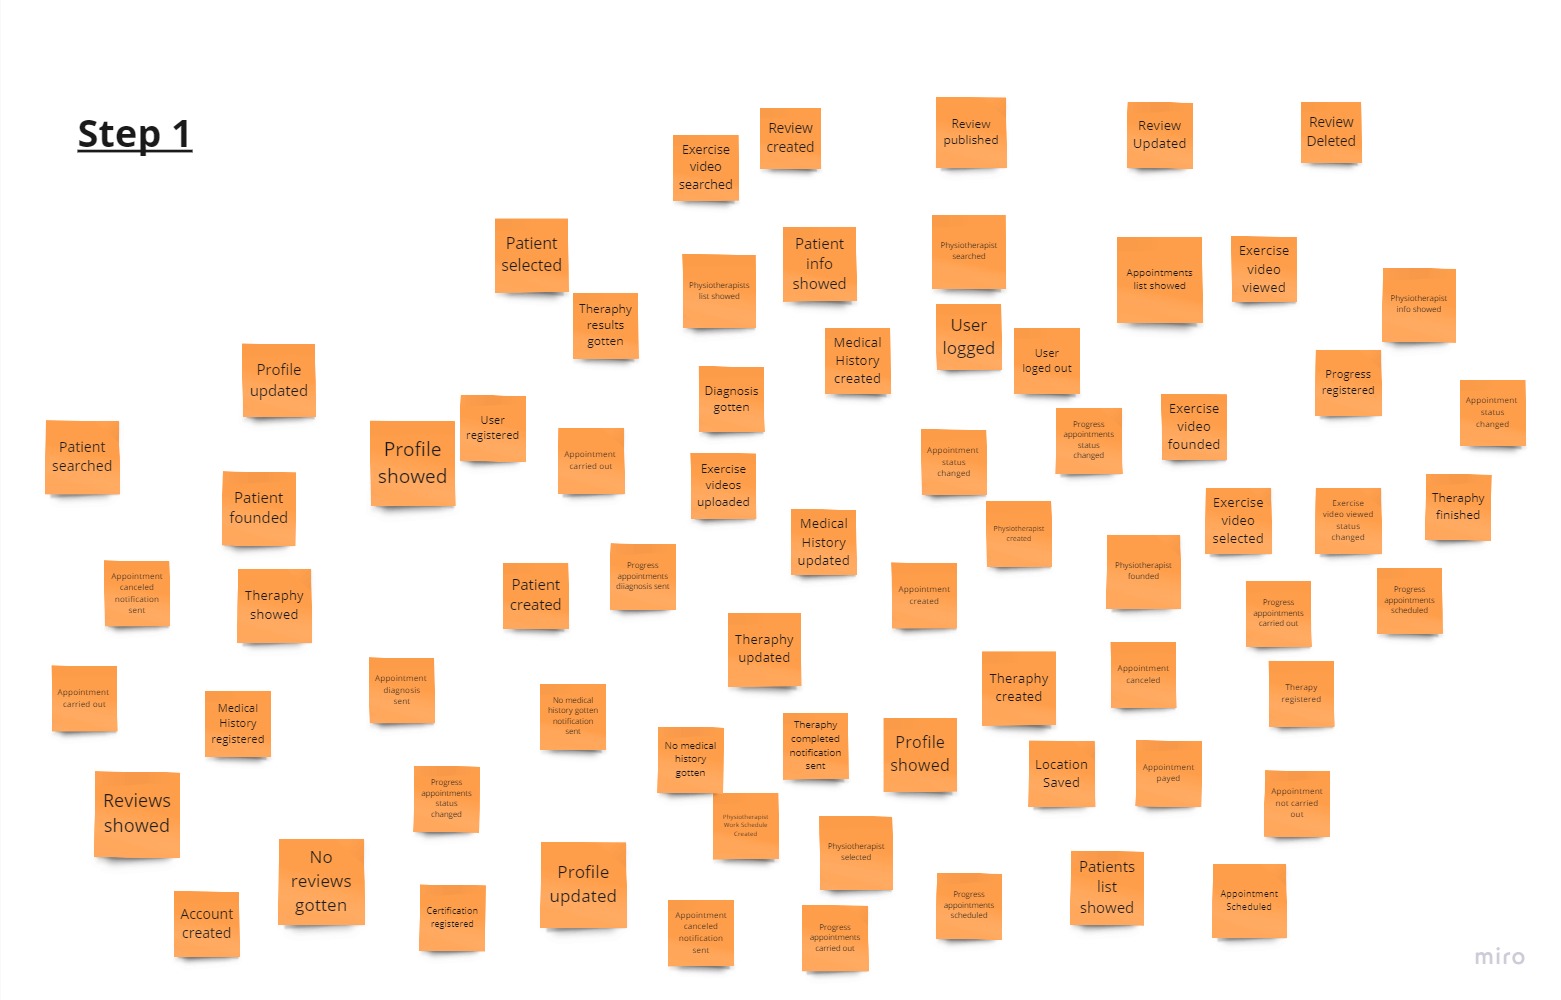 Step 1
Review
created
Review
published
Review
Updated
Review
Deleted
Exercise
video
searched
Patient
selected
Physiotherapists
list showed
Patient
info
showed
Physiotherapist
searched
Appointments
list showed
Exercise
video
viewed
Physiotherapist
info showed
Theraphy
results
gotten
Medical
History
created
User
logged
User
loged out
Progress
registered
Profile
updated
Diagnosis
gotten
Appointment
status
changed
Patient
searched
Profile
showed
User
registered
Appointment
carried out
Exercise
videos
uploaded
Appointment
status
changed
Progress
appointments
status
changed
Exercise
video
founded
Patient
founded
Medical
History
updated
Physiotherapist
created
Exercise
video
selected
Exercise
video viewed
status
changed
Theraphy
finished
Appointment
canceled
notification
sent
Theraphy
showed
Patient
created
Progress
appointments
diiagnosis sent
Appointment
created
Physiotherapist
founded
Progress
appointments
carried out
Progress
appointments
scheduled
Theraphy
updated
Appointment
carried out
Medical
History
registered
Appointment
diagnosis
sent
No medical
history gotten
notification
sent
Theraphy
created
Appointment
canceled
Therapy
registered
No medical
history
gotten
Theraphy
completed
notification
sent
Profile
showed
Location
Saved
Appointment
payed
Appointment
not carried
out
Reviews
showed
Progress
appointments
status
changed
Physiotherapist
Work Schedule
Created
Physiotherapist
selected
No
reviews
gotten
Profile
updated
Patients
list
showed
Appointment
Scheduled
Account
created
Certification
registered
Appointment
canceled
notification
sent
Progress
appointments
carried out
Progress
appointments
scheduled
miro